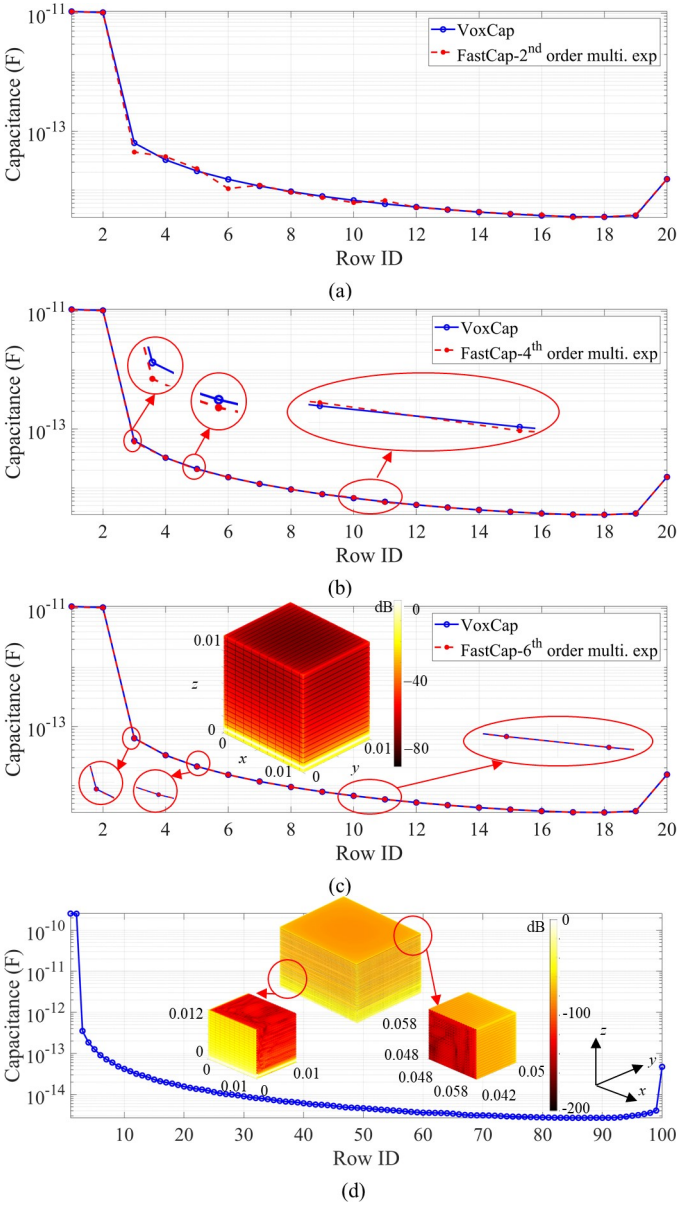 10^-11
10^-13
Capacitance (F)
VoxCap
FastCap-2^nd order multi. exp
2 4 6 8 10 12 14 16 18 20
Row ID
(a)
10^-11
10^-13
Capacitance (F)
VoxCap
FastCap-4^th order multi. exp
2 4 6 8 10 12 14 16 18 20
Row ID
(b)
10^-11
10^-13
Capacitance (F)
VoxCap
FastCap-6^th order multi. exp
dB
0
-40
-80
0.01
z
0
0
x
0.01
0
y
0.01
2 4 6 8 10 12 14 16 18 20
Row ID
(c)
10^-10
10^-11
10^-12
10^-13
10^-14
Capacitance (F)
dB
0
-100
-200
0.012
0
0
0.01
0
0.01
0.058
0.048
0.048
0.058
0.042
0.05
z
y
x
10 20 30 40 50 60 70 80 90 100
Row ID
(d)